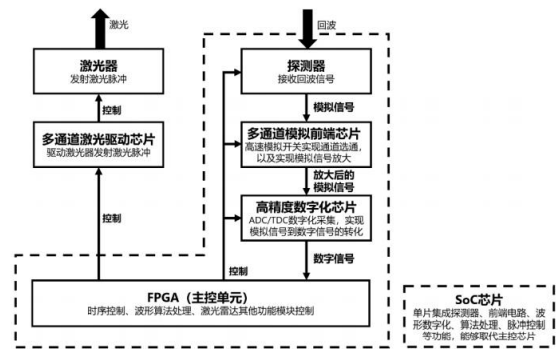 激光
回波
激光器
发射激光脉冲
探测器
接收回波信号
控制
模拟信号
多通道激光驱动芯片
驱动激光器发射激光脉冲
多通道模拟前端芯片
高速模拟开关实现通道选通，
以及实现模拟信号放大
放大后的
模拟信号
控制
高精度数字化芯片
ADC/TDC数字化采集，实现
模拟信号到数字信号的转化
控制
数字信号
FPGA（主控单元）
时序控制、波形算法处理、激光雷达其他功能模块控制
SoC芯片
单片集成探测器、前端电路、波
形数字化、算法处理、脉冲控制
等功能，能够取代主控芯片